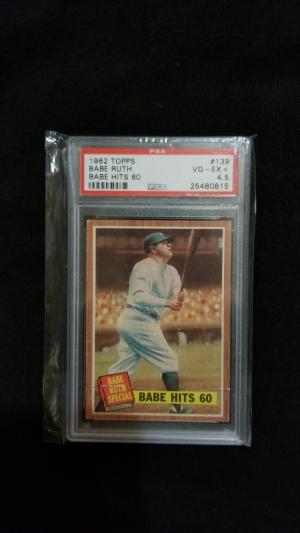 PSA
1962 TOPPS #139
BABE RUTH VG-EX+
BABE HITS 60 4.5
25480815
BABE
RUTH
SPECIAL
BABE HITS 60